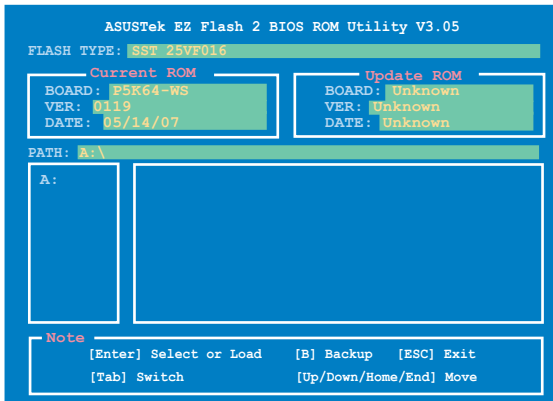 ASUSTek EZ Flash 2 BIOS ROM Utility V3.05
FLASH TYPE: SST 25VF016
Current ROM
BOARD: P5K64-WS
VER: 0119
DATE: 05/14/07
Update ROM
BOARD: Unknown
VER: Unknown
DATE: Unknown
PATH: A:\
A:
Note
[Enter] Select or Load [B] Backup [ESC] Exit
[Tab] Switch [Up/Down/Home/End] Move